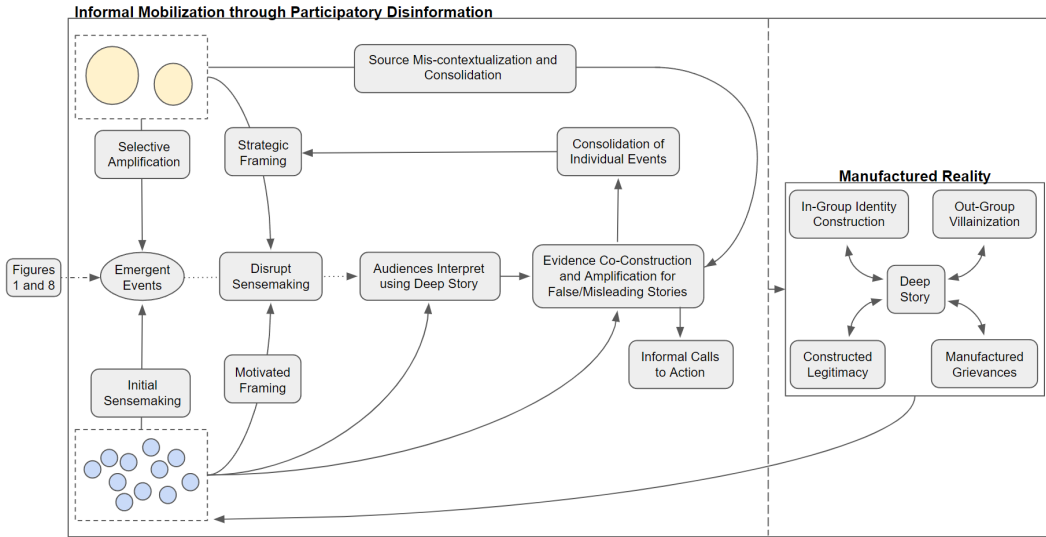 Informal Mobilization through Participatory Disinformation
Source Mis-contextualization and
Consolidation
Selective
Amplification
Strategic
Framing
Consolidation of
Individual Events
Manufactured Reality
In-Group Identity
Construction
Out-Group
Villainization
Figures
1 and 8
Emergent
Events
Disrupt
Sensemaking
Audiences Interpret
using Deep Story
Evidence Co-Construction
and Amplification for
False/Misleading Stories
Deep
Story
Informal Calls
to Action
Constructed
Legitimacy
Manufactured
Grievances
Initial
Sensemaking
Motivated
Framing